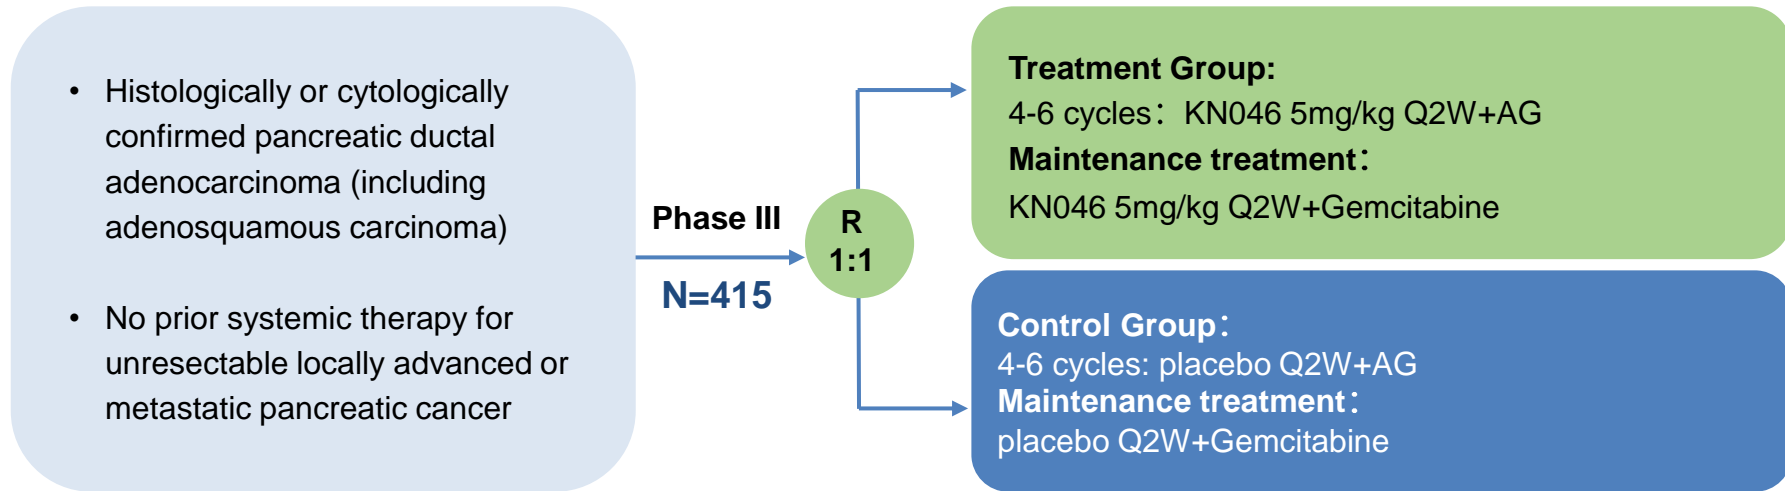 • Histologically or cytologically
confirmed pancreatic ductal
adenocarcinoma (including
adenosquamous carcinoma)
• No prior systemic therapy for
unresectable locally advanced or
metastatic pancreatic cancer
Phase III
N=415
R
1:1
Treatment Group:
4-6 cycles：KN046 5mg/kg Q2W+AG
Maintenance treatment：
KN046 5mg/kg Q2W+Gemcitabine
Control Group：
4-6 cycles: placebo Q2W+AG
Maintenance treatment：
placebo Q2W+Gemcitabine